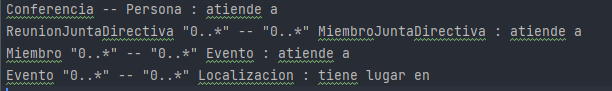 Conferencia -- Persona : atiende a
ReunionJuntaDirectiva "0..*" -- "0..*" MiembroJuntaDirectiva : atiende a
Miembro "0..*" -- "0..*" Evento : atiende a
Evento "0..*" -- "0..*" Localizacion : tiene lugar en